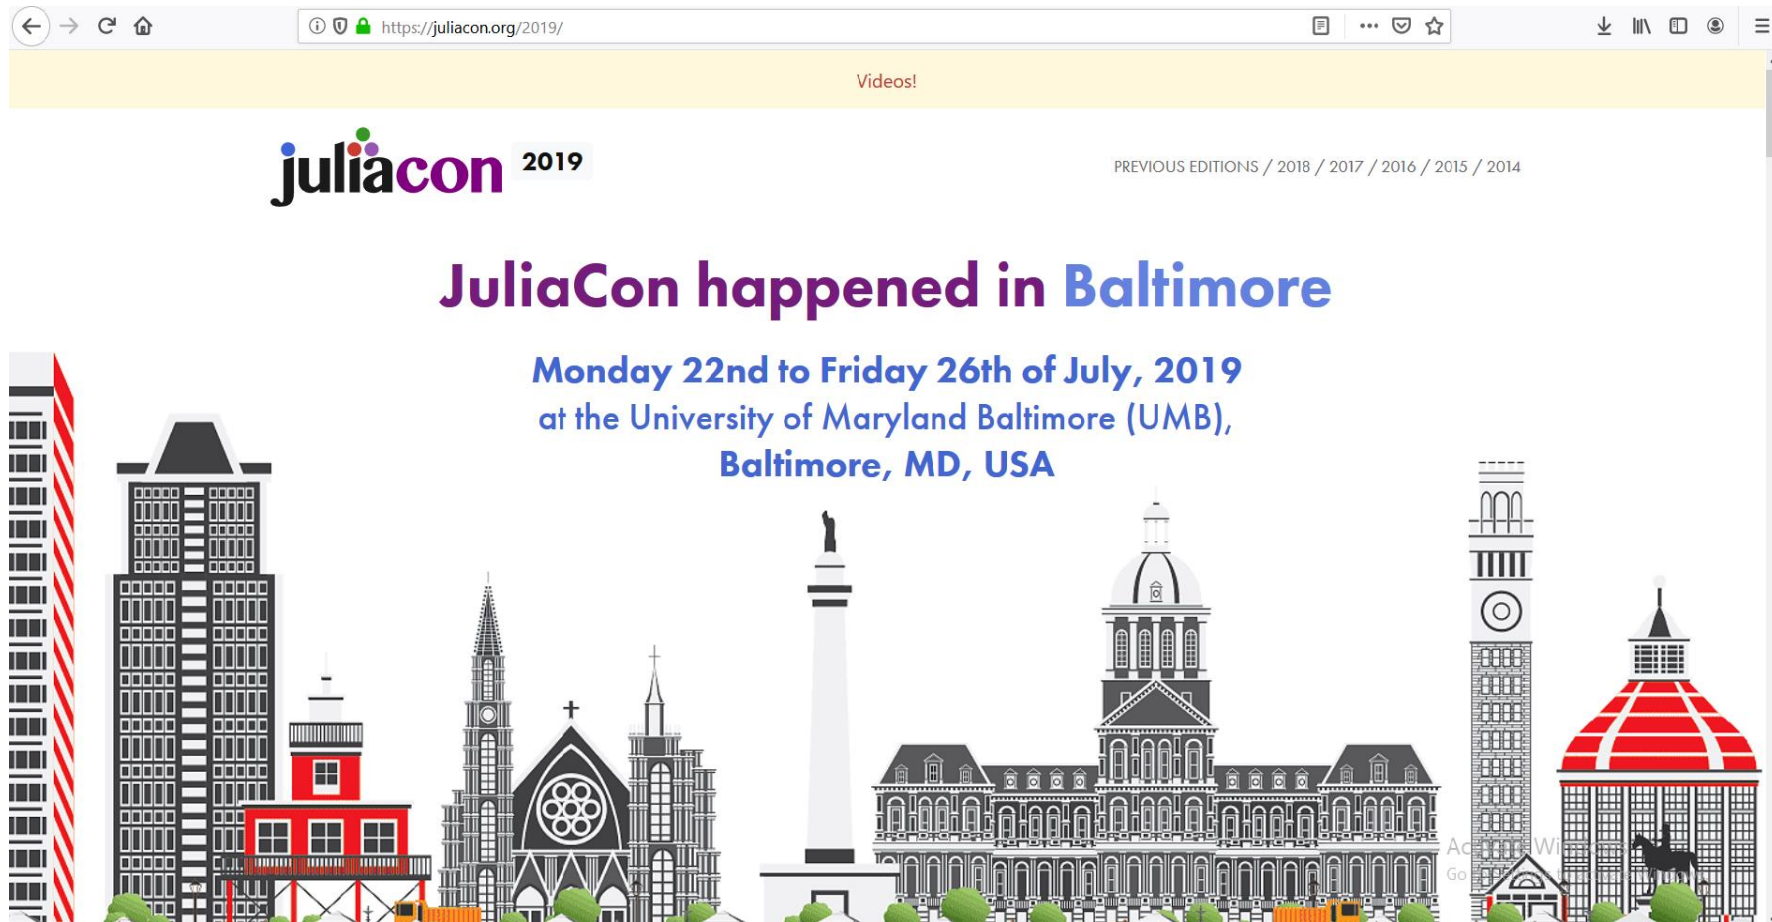 https://juliacon.org/2019/
Videos!
juliacon 2019
PREVIOUS EDITIONS / 2018 / 2017 / 2016 / 2015 / 2014
JuliaCon happened in Baltimore
Monday 22nd to Friday 26th of July, 2019
at the University of Maryland Baltimore (UMB),
Baltimore, MD, USA